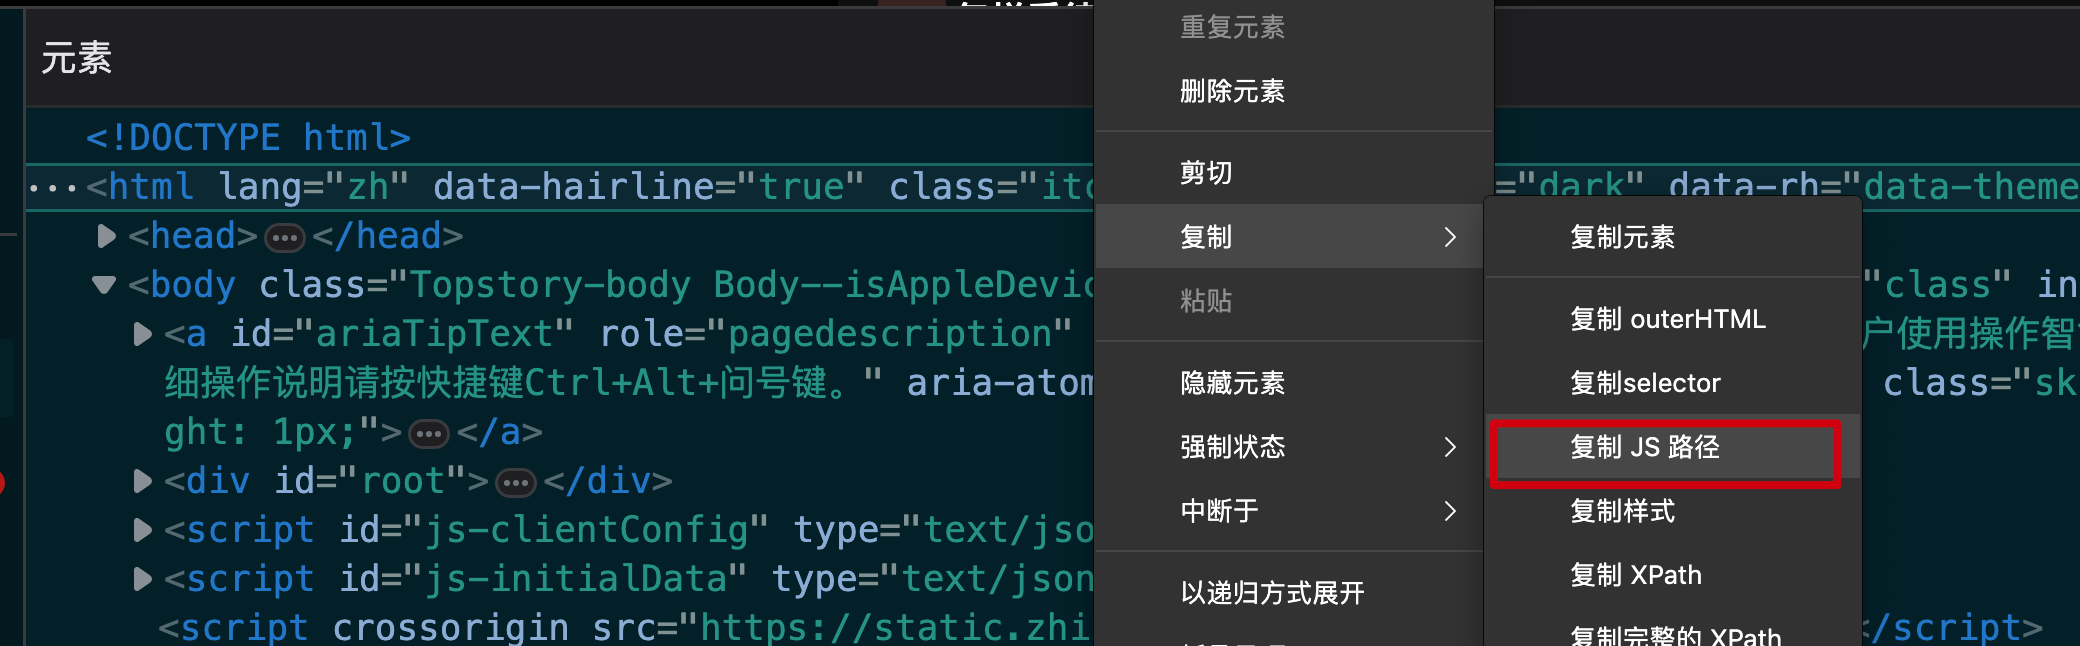 元素
<!DOCTYPE html>
<html lang="zh" data-hairline="true" class="itc ="dark" data-rh="data-theme
<head>…</head>
<body class="Topstory-body Body--isAppleDevic "class" in
<a id="ariaTipText" role="pagedescription" 户使用操作智
细操作说明请按快捷键Ctrl+Alt+问号键。" aria-atom class="sk
ght: 1px;">…</a>
<div id="root">…</div>
<script id="js-clientConfig" type="text/jso
<script id="js-initialData" type="text/json
<script crossorigin src="https://static.zhi </script>
重复元素
删除元素
剪切
复制
粘贴
隐藏元素
强制状态
中断于
以递归方式展开
复制元素
复制 outerHTML
复制selector
复制 JS 路径
复制样式
复制 XPath
复制完整的 XPath